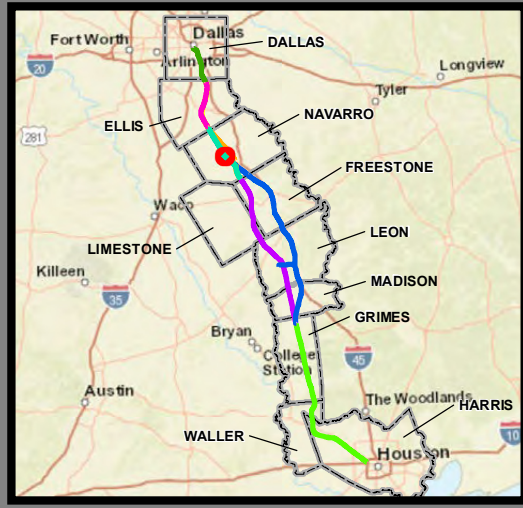 Dallas
DALLAS
Fort Worth
Arlington
Longview
20
Tyler
NAVARRO
ELLIS
281
FREESTONE
Waco
LEON
LIMESTONE
Killeen
MADISON
35
GRIMES
Bryan
College
Station
45
Austin
The Woodlands
HARRIS
WALLER
10
Houston